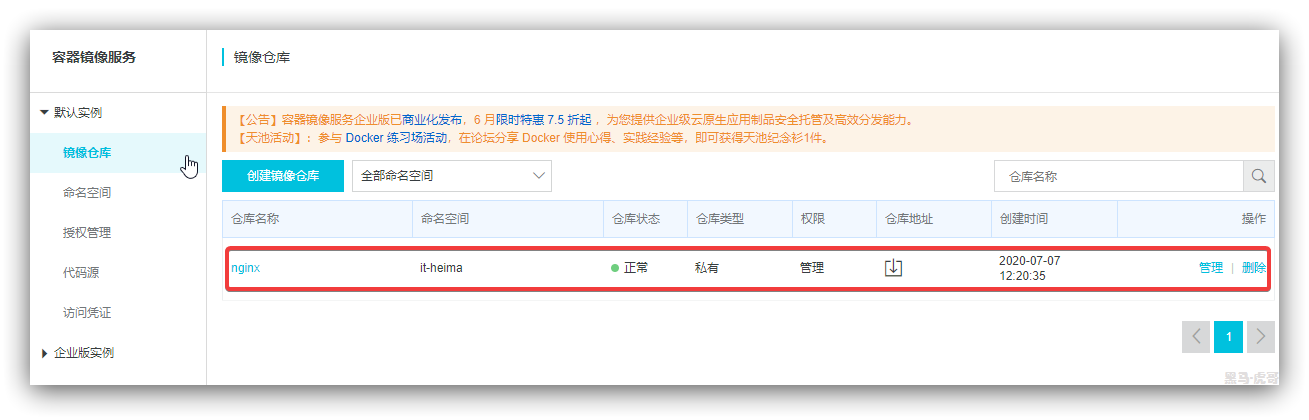 容器镜像服务
镜像仓库
默认实例
镜像仓库
命名空间
授权管理
代码源
访问凭证
企业版实例
【公告】容器镜像服务企业版已商业化发布，6 月限时特惠 7.5 折起 ，为您提供企业级云原生应用制品安全托管及高效分发能力。
【天池活动】：参与 Docker 练习场活动，在论坛分享 Docker 使用心得、实践经验等，即可获得天池纪念衫1件。
创建镜像仓库 全部命名空间 仓库名称
仓库名称 命名空间 仓库状态 仓库类型 权限 仓库地址 创建时间 操作
nginx it-heima 正常 私有 管理 2020-07-07 管理 | 删除
12:20:35
1
黑马-虎哥